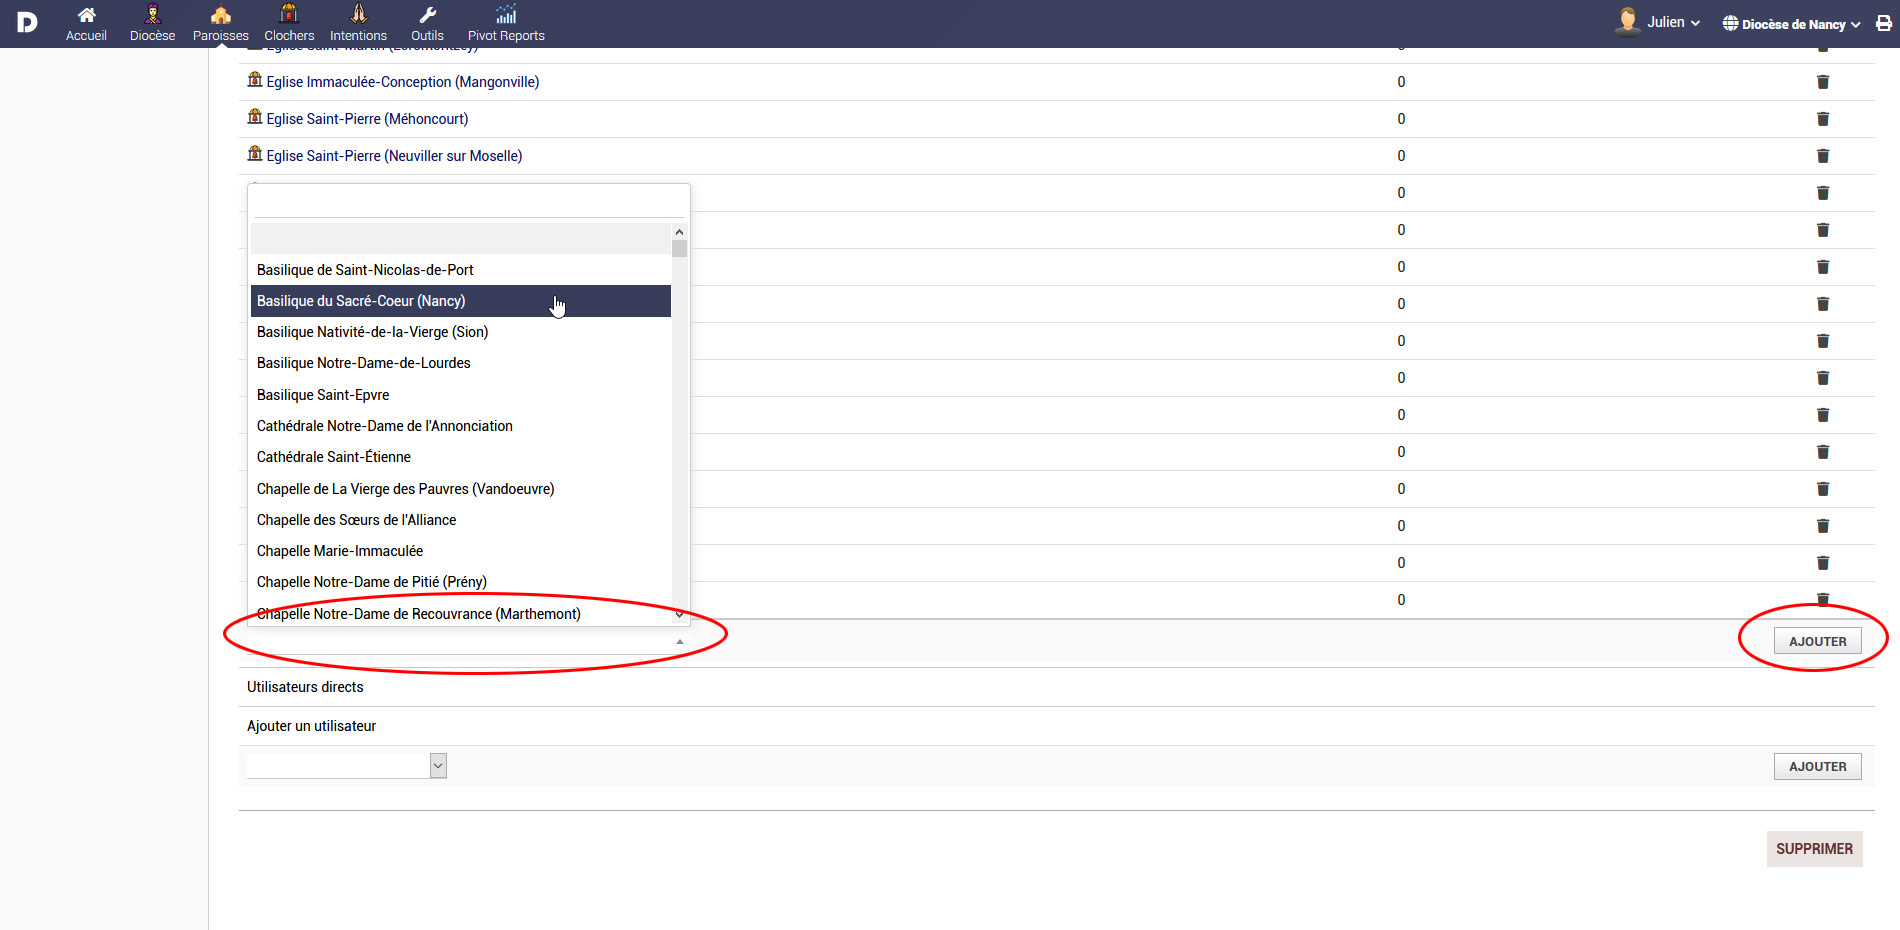 D
Accueil
Diocèse
Paroisses
Clochers
Intentions
Outils
Pivot Reports
Julien
Diocèse de Nancy
Eglise Immaculée-Conception (Mangonville) 0
Eglise Saint-Pierre (Méhoncourt) 0
Eglise Saint-Pierre (Neuviller sur Moselle) 0
0
0
Basilique de Saint-Nicolas-de-Port 0
Basilique du Sacré-Coeur (Nancy) 0
Basilique Nativité-de-la-Vierge (Sion) 0
Basilique Notre-Dame-de-Lourdes 0
Basilique Saint-Epvre 0
Cathédrale Notre-Dame de l'Annonciation
Cathédrale Saint-Étienne 0
Chapelle de La Vierge des Pauvres (Vandoeuvre) 0
Chapelle des Sœurs de l'Alliance 0
Chapelle Marie-Immaculée 0
Chapelle Notre-Dame de Pitié (Prény)
Chapelle Notre-Dame de Recouvrance (Marthemont) 0
AJOUTER
Utilisateurs directs
Ajouter un utilisateur
AJOUTER
SUPPRIMER